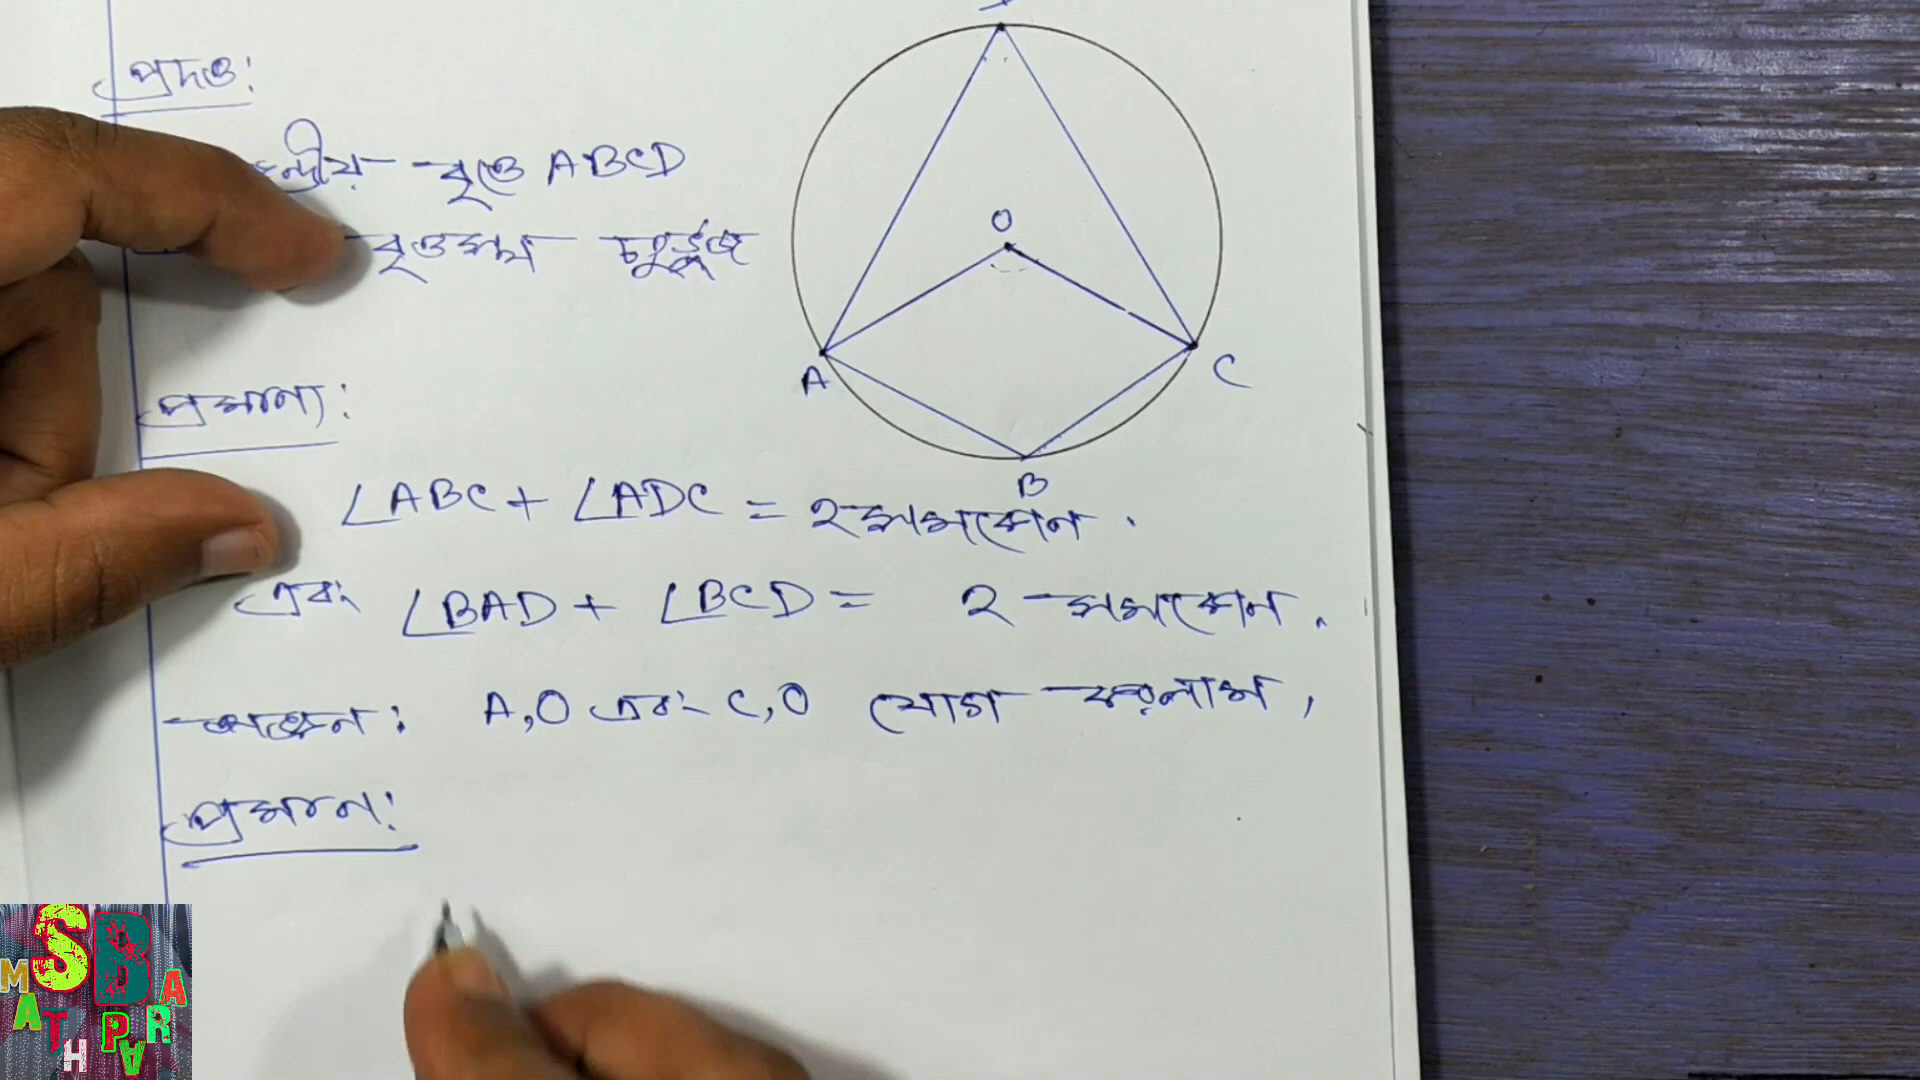 প্রদত্ত:
বৃত্তে ABCD
বৃত্তস্থ চতুর্ভুজ
O
A
C
B
প্রমান্য:
∠ABC + ∠ADC = 2 সমকোন.
এবং ∠BAD + ∠BCD = 2 সমকোন.
অঙ্কন: A,O এবং C,O যোগ করলাম,
প্রমান:
SB
MATH PARA